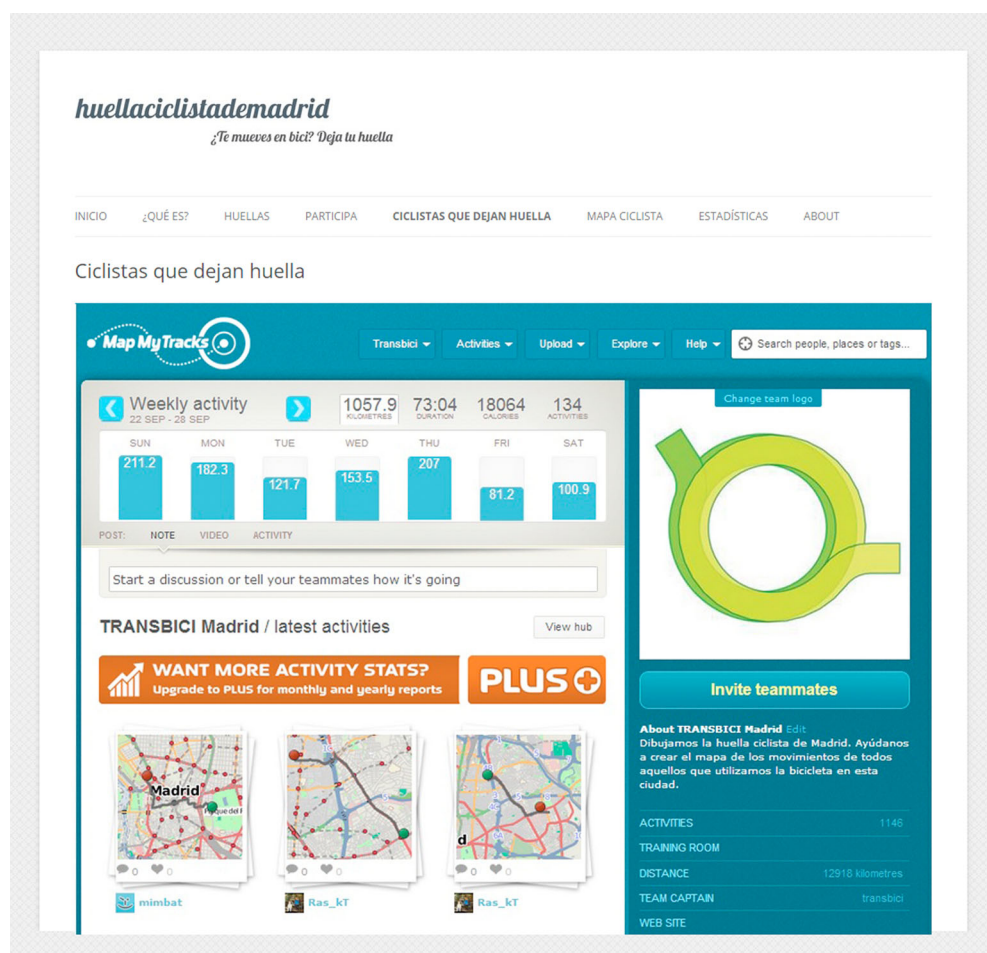 huellaciclistademadrid
¿Te mueves en bici? Deja tu huella
INICIO ¿QUÉ ES? HUELLAS PARTICIPA CICLISTAS QUE DEJAN HUELLA MAPA CICLISTA ESTADÍSTICAS ABOUT
Ciclistas que dejan huella
Map My Tracks
Transbici Activities Upload Explore Help Search people, places or tags...
Weekly activity
22 SEP - 28 SEP
1057.9 73:04 18064 134
KILOMETRES DURATION CALORIES ACTIVITIES
SUN MON TUE WED THU FRI SAT
211.2 182.3 121.7 153.5 207 81.2 100.9
POST: NOTE VIDEO ACTIVITY
Start a discussion or tell your teammates how it's going
TRANSBICI Madrid / latest activities View hub
WANT MORE ACTIVITY STATS?
Upgrade to PLUS for monthly and yearly reports
PLUS
Madrid
d
0 0
0 0
0 0
mimbat Ras_kT Ras_kT
Change team logo
Invite teammates
About TRANSBICI Madrid Edit
Dibujamos la huella ciclista de Madrid. Ayúdanos
a crear el mapa de los movimientos de todos
aquellos que utilizamos la bicicleta en esta
ciudad.
ACTIVITIES 1146
TRAINING ROOM
DISTANCE 12918 kilometres
TEAM CAPTAIN transbici
WEB SITE